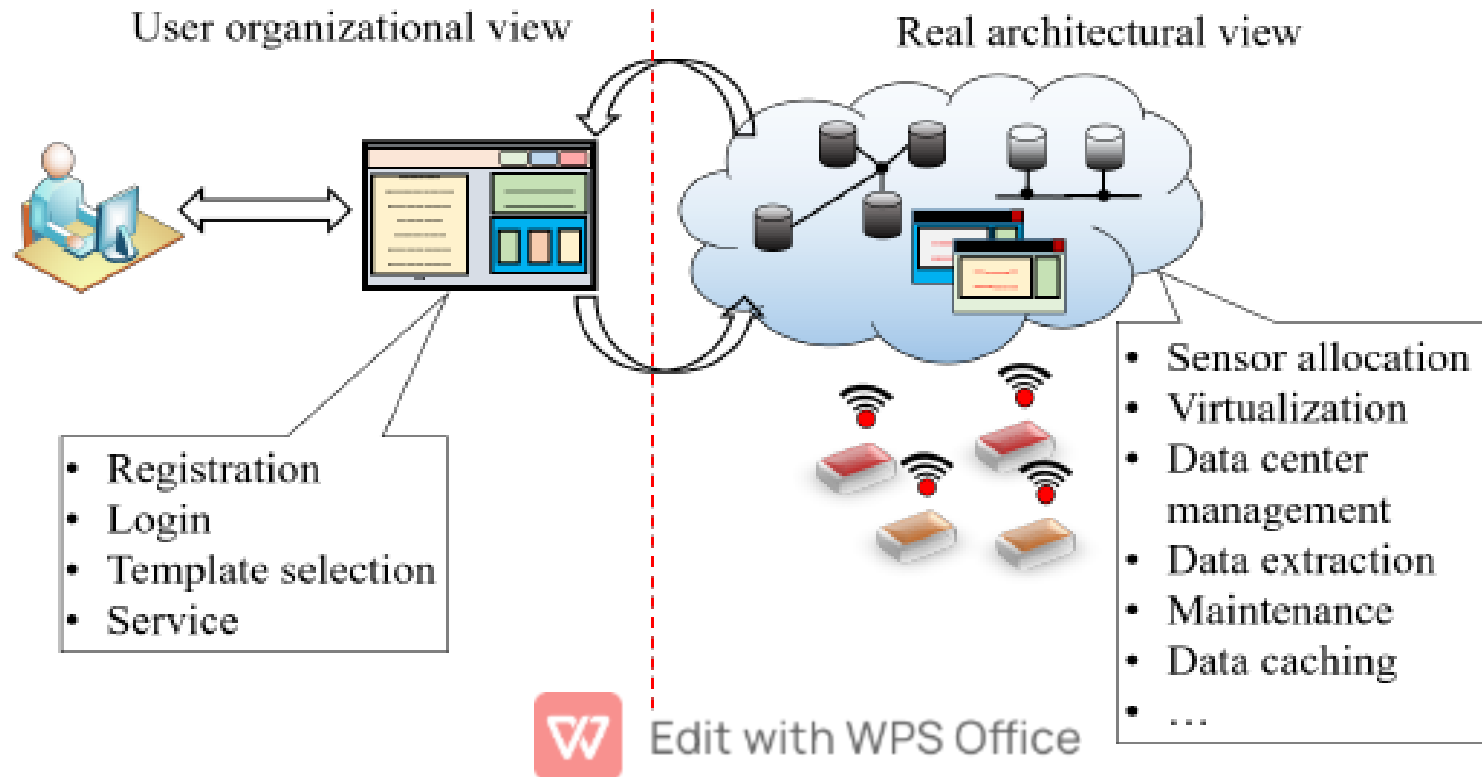 User organizational view
Real architectural view
• Registration
• Login
• Template selection
• Service
• Sensor allocation
• Virtualization
• Data center
management
• Data extraction
• Maintenance
• Data caching
• ...
Edit with WPS Office